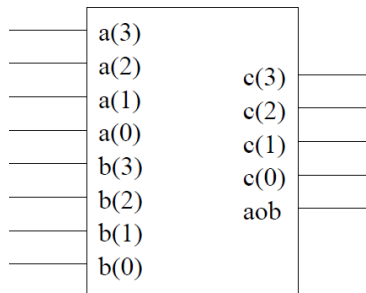 a(3)
a(2)
a(1)
a(0)
b(3)
b(2)
b(1)
b(0)
c(3)
c(2)
c(1)
c(0)
aob